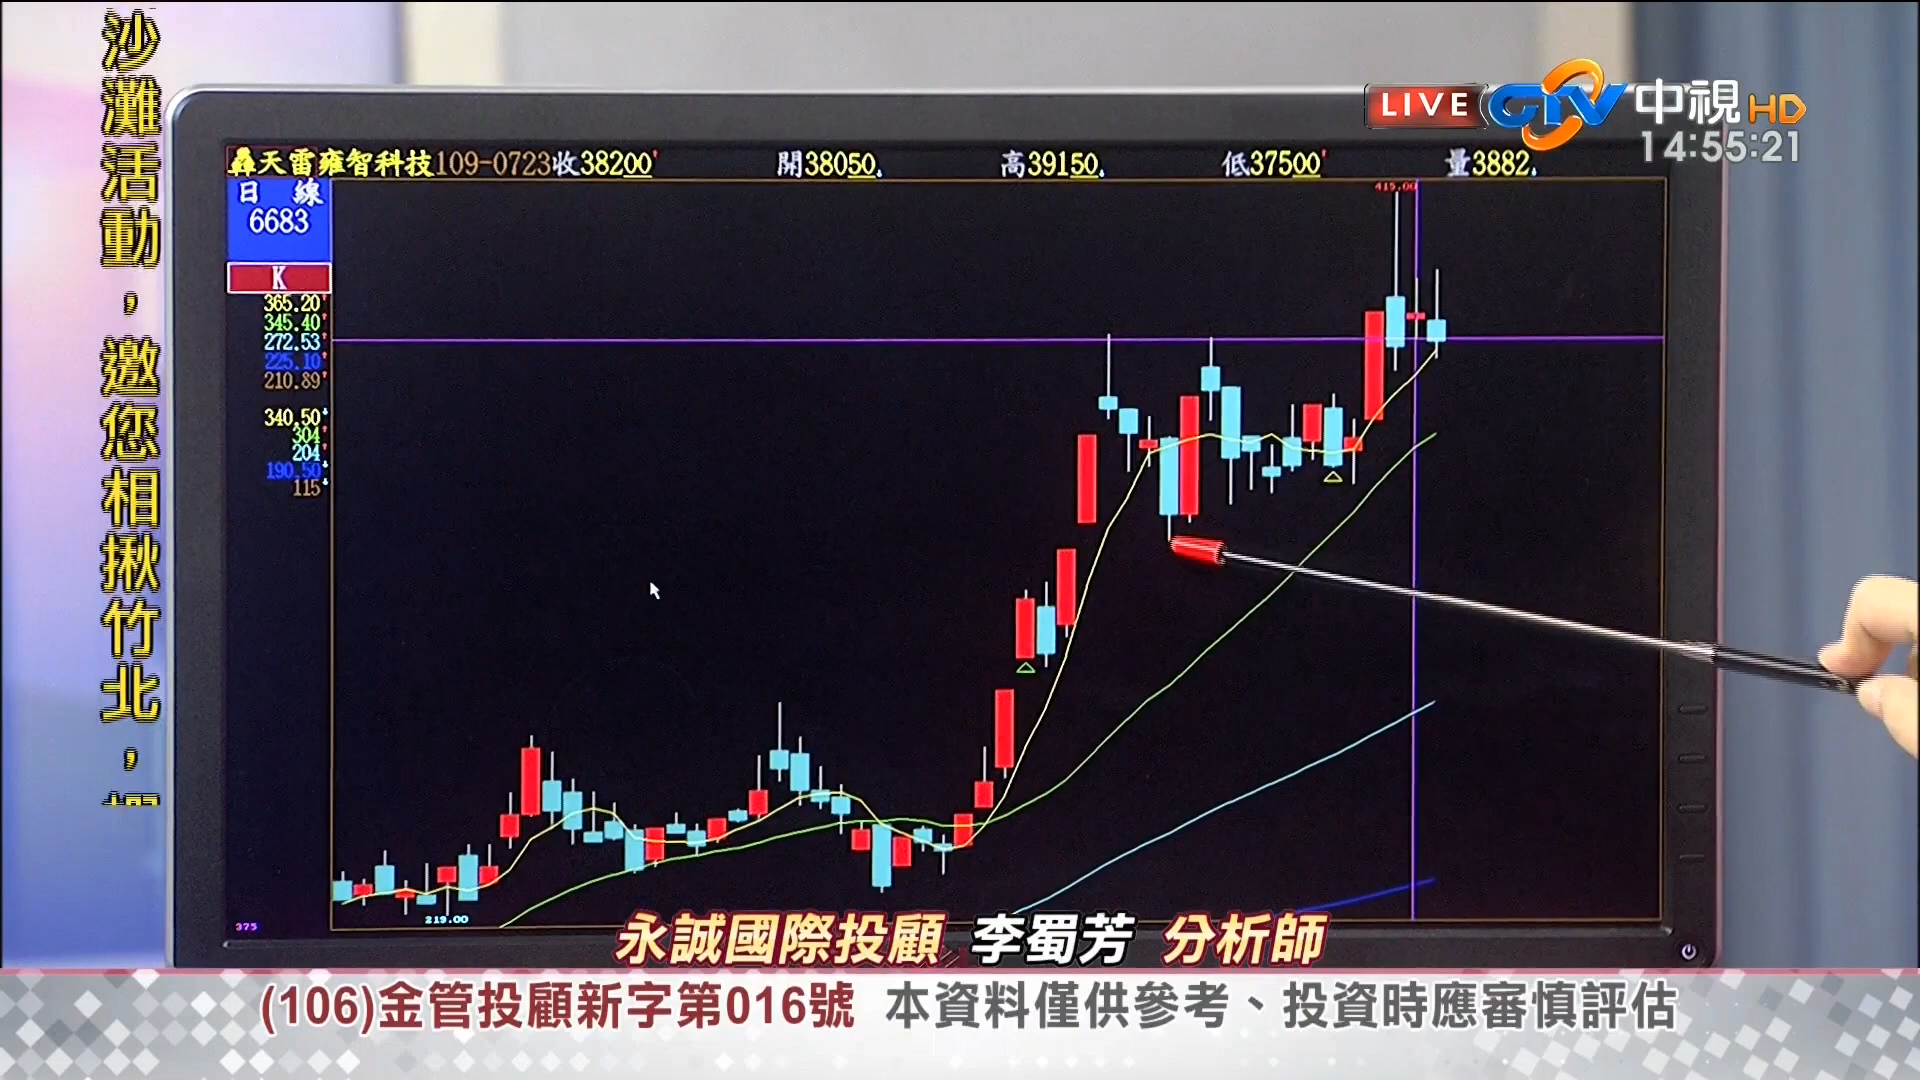 沙灘活動，邀您相揪竹北，
LIVE CTV 中視 HD
14:55:21
轟天雷雍智科技109-0723收38200 開38050 高39150 低37500 量3882
日線
6683
K
365.20
345.40
272.53
225.10
210.89
340.50
304
204
190.50
115
415.00
219.00
375
永誠國際投顧 李蜀芳 分析師
(106)金管投顧新字第016號 本資料僅供參考、投資時應審慎評估